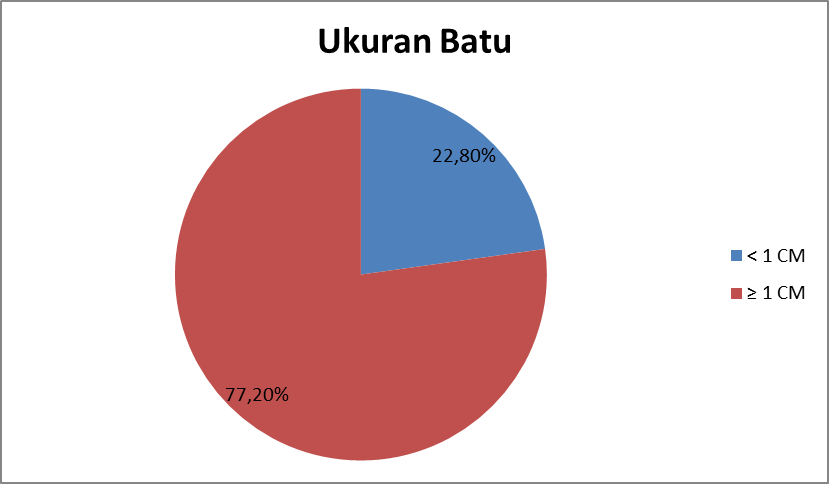 Ukuran Batu
22,80%
77,20%
< 1 CM
≥ 1 CM